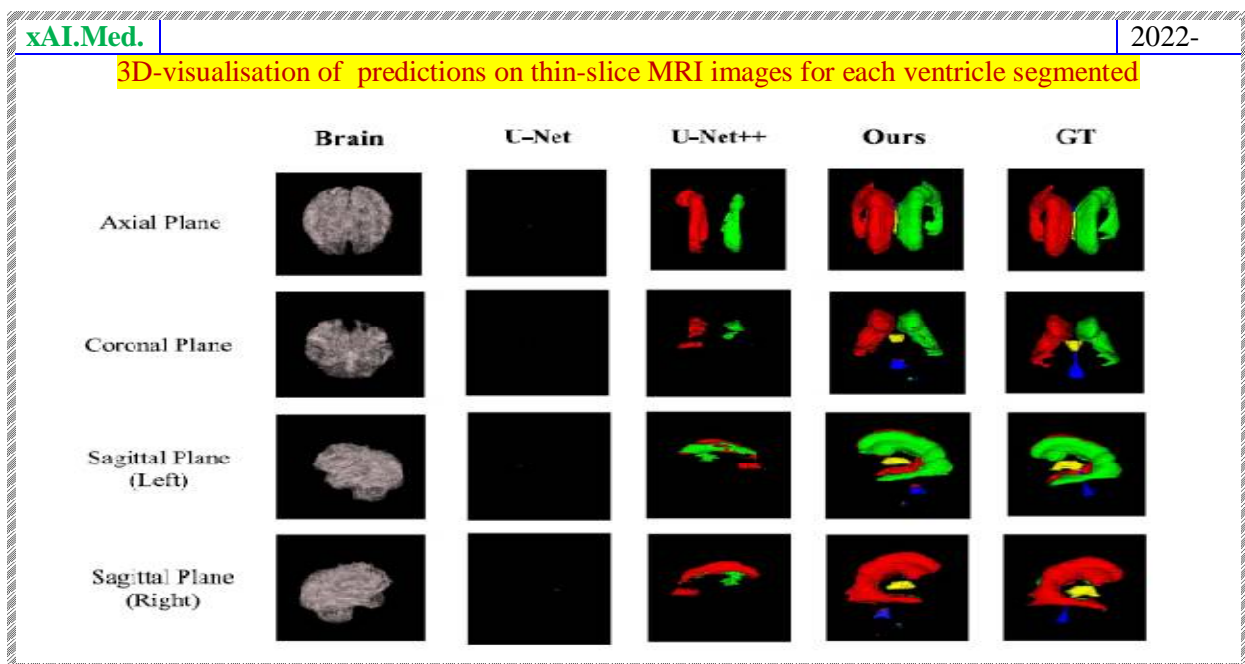 xAI.Med. 2022-
3D-visualisation of predictions on thin-slice MRI images for each ventricle segmented
Brain U-Net U-Net++ Ours GT
Axial Plane
Coronal Plane
Sagittal Plane
(Left)
Sagittal Plane
(Right)